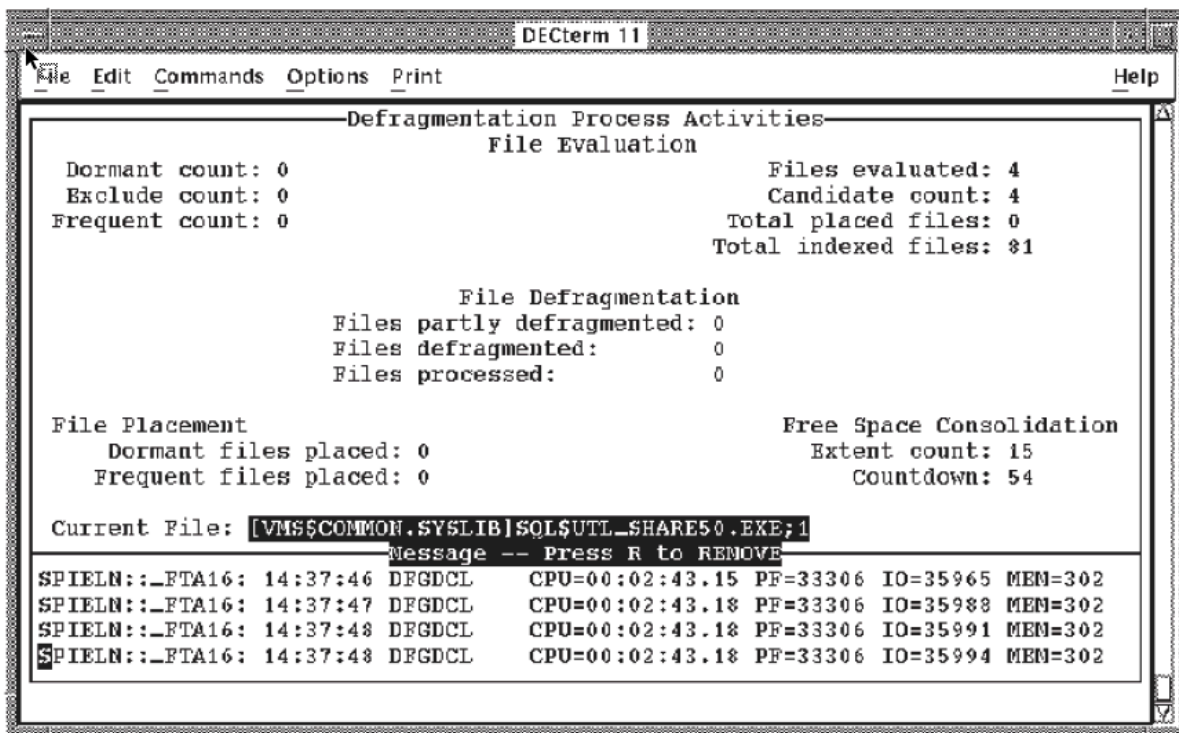 DECterm 11
File Edit Commands Options Print Help
Defragmentation Process Activities
File Evaluation
Dormant count: 0 Files evaluated: 4
Exclude count: 0 Candidate count: 4
Frequent count: 0 Total placed files: 0
Total indexed files: 81
File Defragmentation
Files partly defragmented: 0
Files defragmented: 0
Files processed: 0
File Placement Free Space Consolidation
Dormant files placed: 0 Extent count: 15
Frequent files placed: 0 Countdown: 54
Current File: [VMS$COMMON.SYSLIB]SQL$UTL_SHARE50.EXE;1
Message -- Press R to REMOVE
SPIELN::_FTA16: 14:37:46 DFGDCL CPU=00:02:43.15 PF=33306 IO=35965 MEM=302
SPIELN::_FTA16: 14:37:47 DFGDCL CPU=00:02:43.18 PF=33306 IO=35988 MEM=302
SPIELN::_FTA16: 14:37:48 DFGDCL CPU=00:02:43.18 PF=33306 IO=35991 MEM=302
SPIELN::_FTA16: 14:37:48 DFGDCL CPU=00:02:43.18 PF=33306 IO=35994 MEM=302